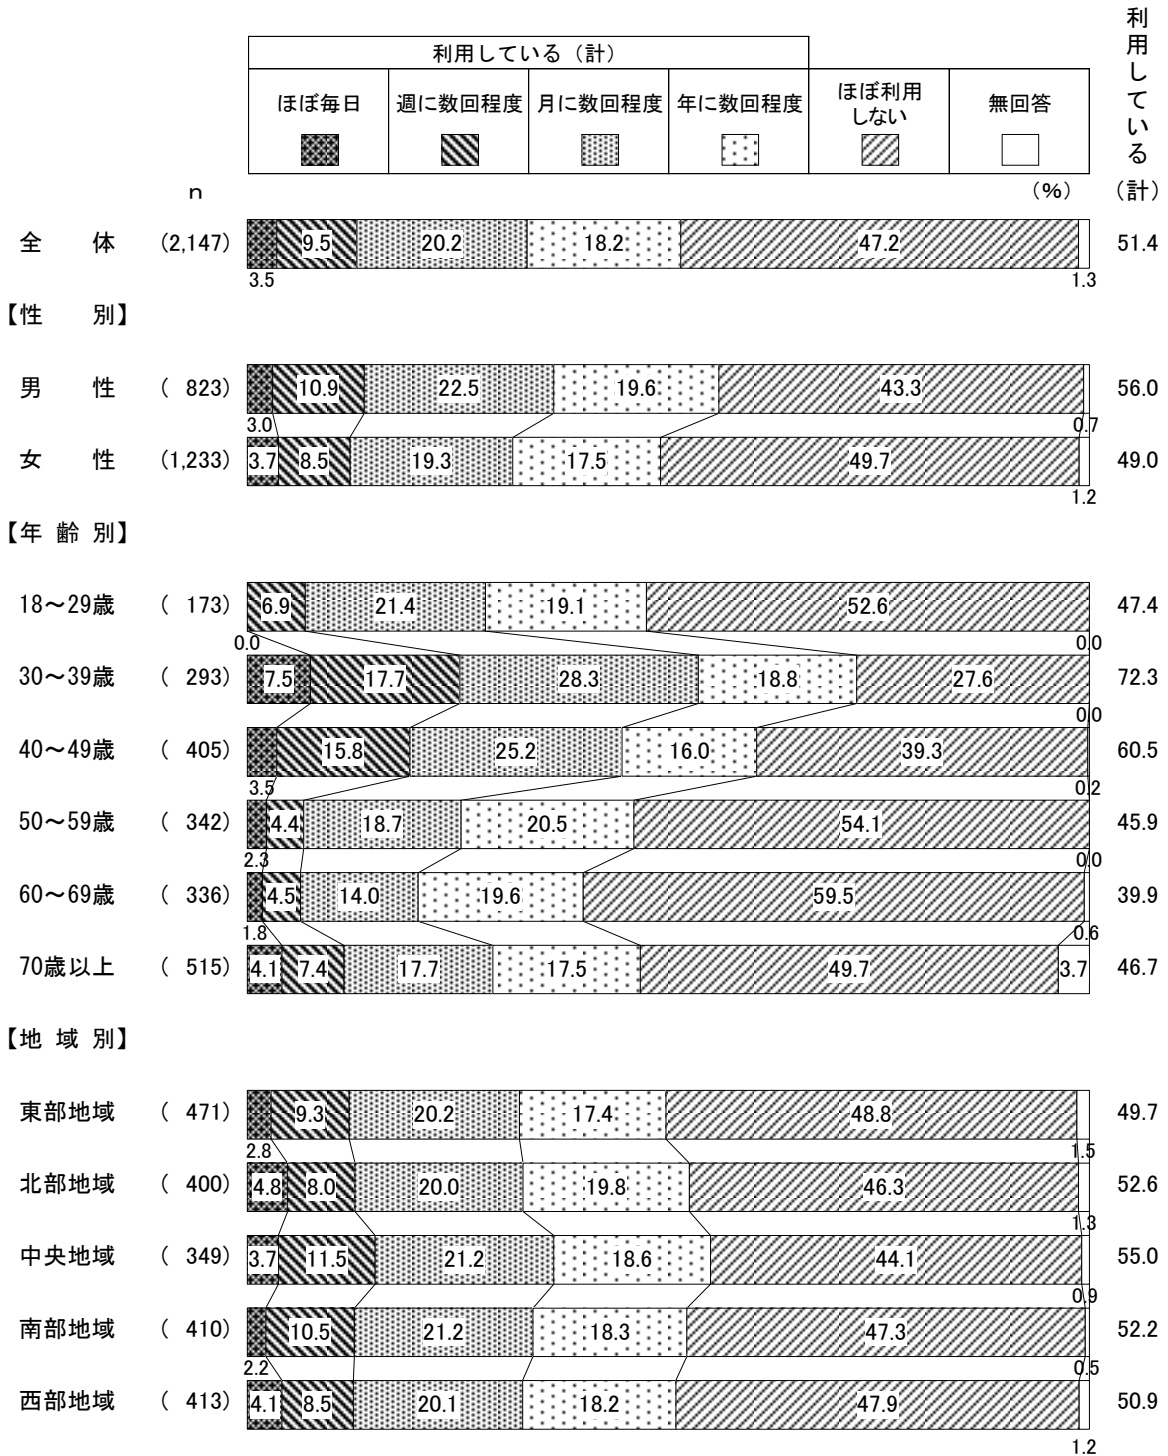 利用している(計)
利用している(計)
ほぼ毎日 週に数回程度 月に数回程度 年に数回程度 ほぼ利用しない 無回答
n (%)
全 体 (2,147) 9.5 20.2 18.2 47.2 51.4
3.5 1.3
【性 別】
男 性 ( 823) 10.9 22.5 19.6 43.3 56.0
3.0 0.7
女 性 (1,233) 3.7 8.5 19.3 17.5 49.7 49.0
1.2
【年 齢 別】
18～29歳 ( 173) 6.9 21.4 19.1 52.6 47.4
0.0 0.0
30～39歳 ( 293) 7.5 17.7 28.3 18.8 27.6 72.3
0.0
40～49歳 ( 405) 15.8 25.2 16.0 39.3 60.5
3.5 0.2
50～59歳 ( 342) 4.4 18.7 20.5 54.1 45.9
2.3 0.0
60～69歳 ( 336) 4.5 14.0 19.6 59.5 39.9
1.8 0.6
70歳以上 ( 515) 4.1 7.4 17.7 17.5 49.7 3.7 46.7
【地 域 別】
東部地域 ( 471) 9.3 20.2 17.4 48.8 49.7
2.8 1.5
北部地域 ( 400) 4.8 8.0 20.0 19.8 46.3 52.6
1.3
中央地域 ( 349) 3.7 11.5 21.2 18.6 44.1 55.0
0.9
南部地域 ( 410) 10.5 21.2 18.3 47.3 52.2
2.2 0.5
西部地域 ( 413) 4.1 8.5 20.1 18.2 47.9 50.9
1.2